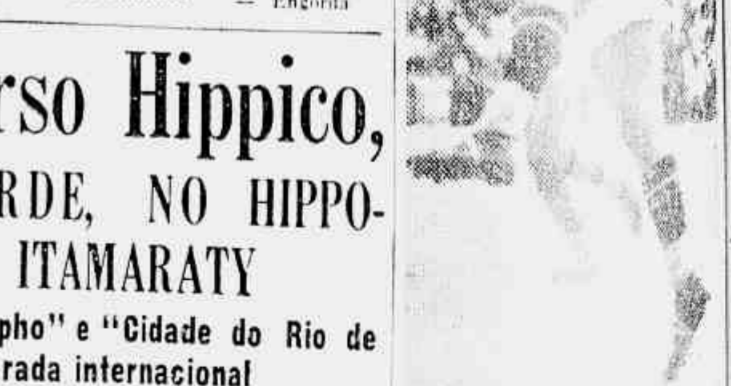 rso Hippico,
RDE, NO HIPPO-
ITAMARATY
pho" e "Cidade do Rio de
rada internacional